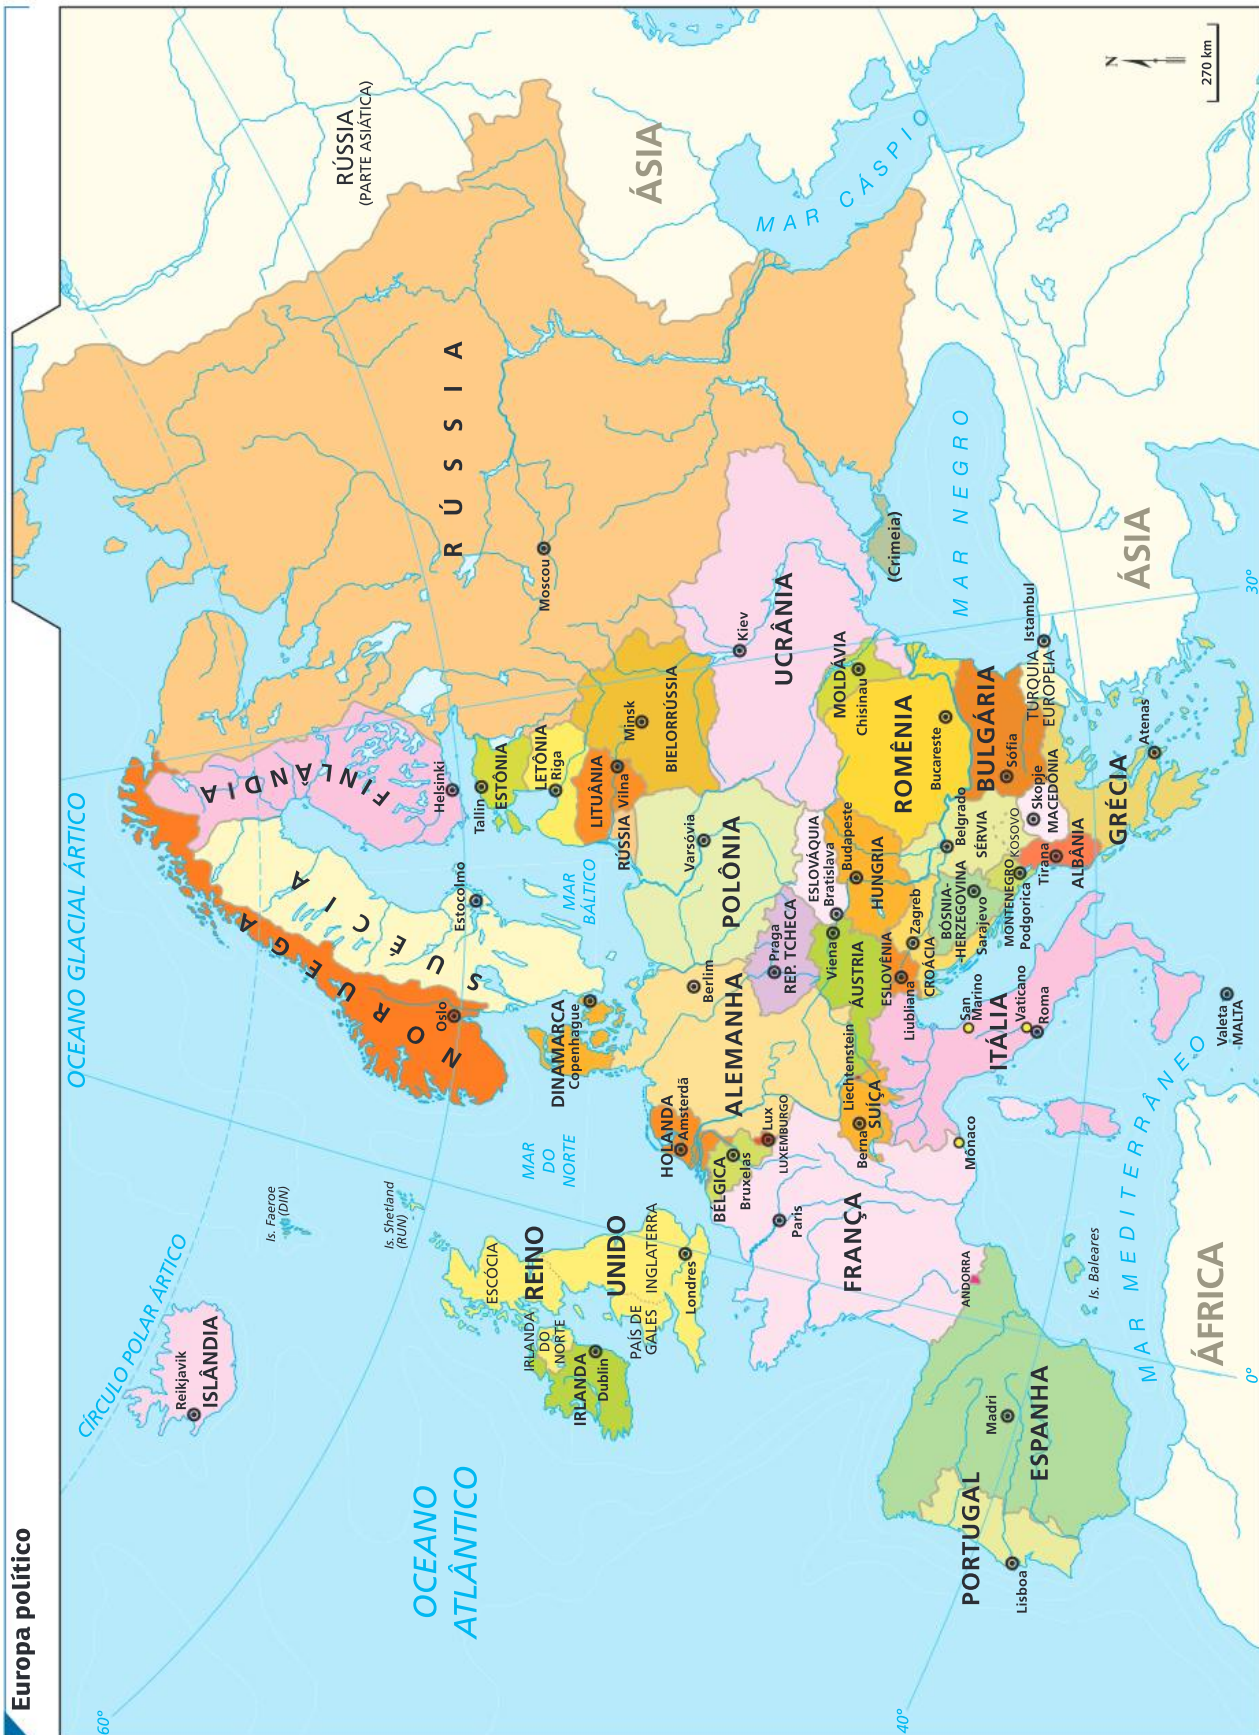 Europa político
OCEANO GLACIAL ÁRTICO
CÍRCULO POLAR ÁRTICO
Reikjavik
ISLÂNDIA
Is. Faeroe
(DIN)
Is. Shetland
(RUN)
OCEANO
ATLÂNTICO
NORUEGA
Oslo
SUÉCIA
Estocolmo
FINLÂNDIA
Helsinki
RÚSSIA
Moscou
RÚSSIA
(PARTE ASIÁTICA)
ÁSIA
Tallin
ESTÔNIA
LETÔNIA
Riga
LITUÂNIA
Vilna
RÚSSIA
Minsk
BIELORRÚSSIA
MAR
BÁLTICO
MAR
DO
NORTE
DINAMARCA
Copenhague
ESCÓCIA
REINO
UNIDO
IRLANDA
DO
NORTE
IRLANDA
Dublin
PAÍS DE
GALES
INGLATERRA
Londres
HOLANDA
Amsterdã
BÉLGICA
Bruxelas
Lux
LUXEMBURGO
ALEMANHA
Berlim
POLÔNIA
Varsóvia
Praga
REP. TCHECA
ESLOVÁQUIA
Bratislava
UCRÂNIA
Kiev
MOLDÁVIA
Chisinau
(Crimeia)
Paris
FRANÇA
Liechtenstein
Berna
SUÍÇA
Viena
ÁUSTRIA
Budapeste
HUNGRIA
ROMÊNIA
Bucareste
ESLOVÊNIA
Liubliana
Zagreb
CROÁCIA
BÓSNIA-
-HERZEGOVINA
Sarajevo
Belgrado
SÉRVIA
MONTENEGRO
Podgorica
KOSOVO
BULGÁRIA
Sófia
Skopje
MACEDÔNIA
Tirana
ALBÂNIA
GRÉCIA
Atenas
TURQUIA
EUROPEIA
Istambul
MAR NEGRO
MAR CÁSPIO
ÁSIA
San
Marino
Vaticano
Roma
ITÁLIA
Mônaco
ANDORRA
PORTUGAL
Lisboa
Madri
ESPANHA
Is. Baleares
MAR MEDITERRÂNEO
Valeta
MALTA
ÁFRICA
60°
40°
0°
30°
N
270 km